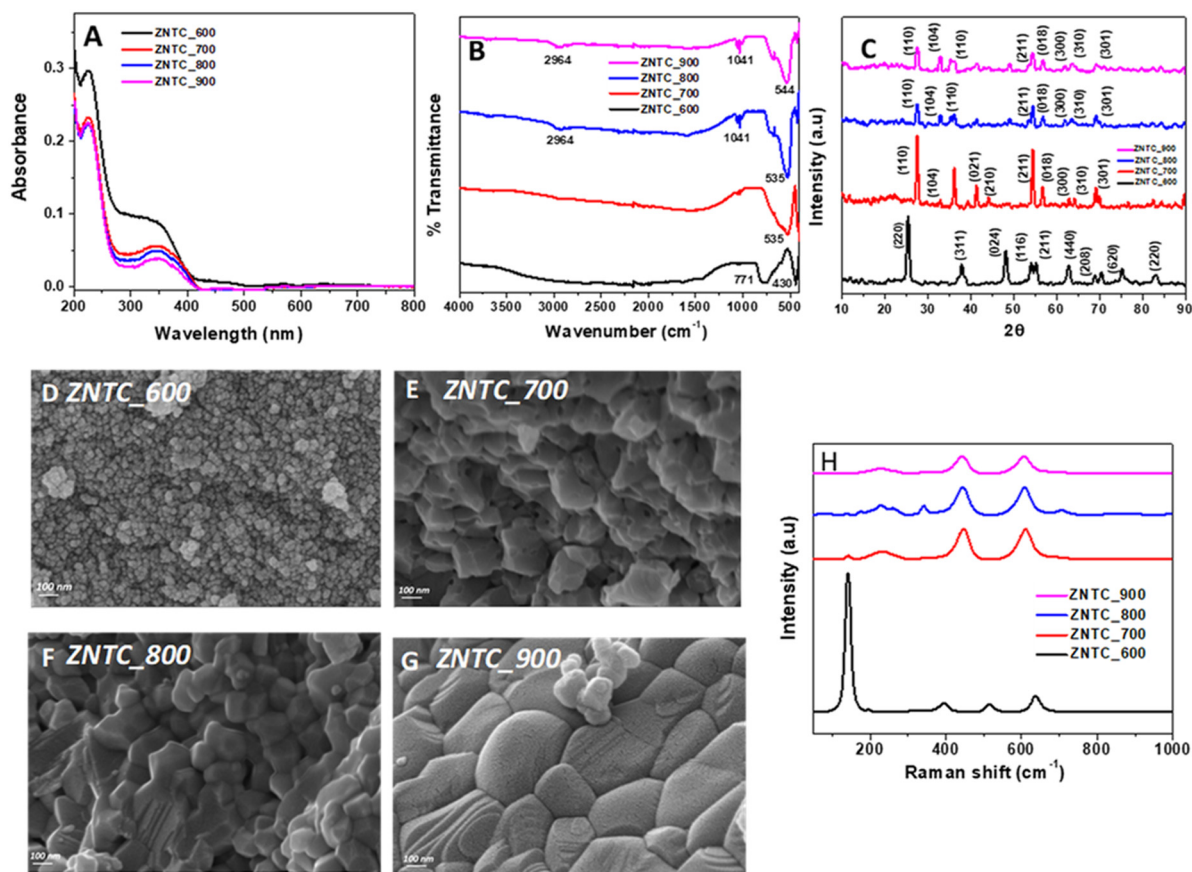 A
ZNTC_600
ZNTC_700
ZNTC_800
ZNTC_900
Absorbance
0.3
0.2
0.1
0.0
200 300 400 500 600 700 800
Wavelength (nm)
B
ZNTC_900
ZNTC_800
ZNTC_700
ZNTC_600
% Transmittance
2964
1041
544
2964
1041
535
535
771
430
4000 3500 3000 2500 2000 1500 1000 500
Wavenumber (cm-1)
C
Intensity (a.u)
(110) (104) (110) (211) (018) (300) (310) (301)
(110) (104) (110) (211) (018) (300) (310) (301)
ZNTC_900
ZNTC_800
ZNTC_700
ZNTC_600
(110) (104) (021) (210) (211) (018) (300) (310) (301)
(220) (311) (024) (116) (211) (440) (208) (620) (220)
10 20 30 40 50 60 70 80 90
2θ
D ZNTC_600
100 nm
E ZNTC_700
100 nm
F ZNTC_800
100 nm
G ZNTC_900
100 nm
H
Intensity (a.u)
ZNTC_900
ZNTC_800
ZNTC_700
ZNTC_600
200 400 600 800 1000
Raman shift (cm-1)